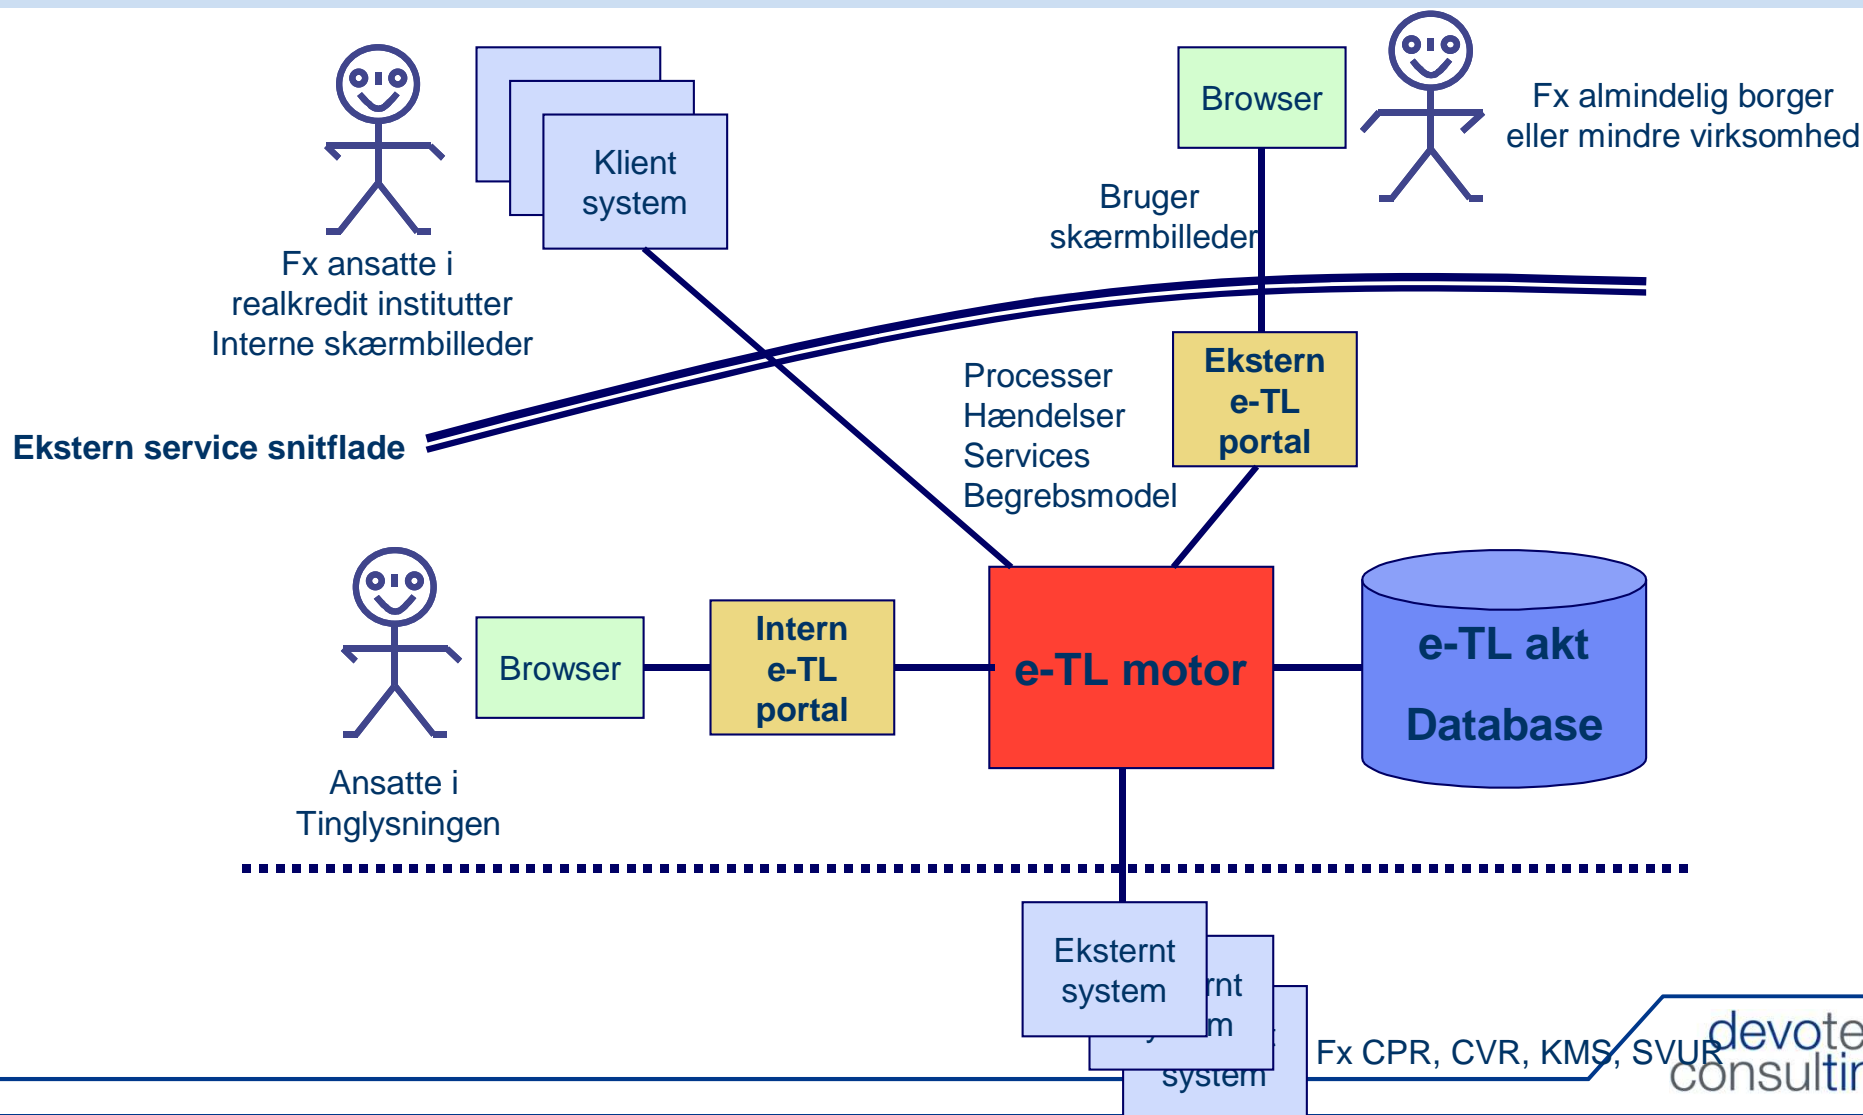 Browser
Fx almindelig borger
eller mindre virksomhed
Klient
system
Bruger
skærmbilleder
Fx ansatte i
realkredit institutter
Interne skærmbilleder
Ekstern service snitflade
Processer
Hændelser
Services
Begrebsmodel
Ekstern
e-TL
portal
Browser
Intern
e-TL
portal
e-TL motor
e-TL akt
Database
Ansatte i
Tinglysningen
Eksternt
system
rnt
m
system
Fx CPR, CVR, KMS, SVUR